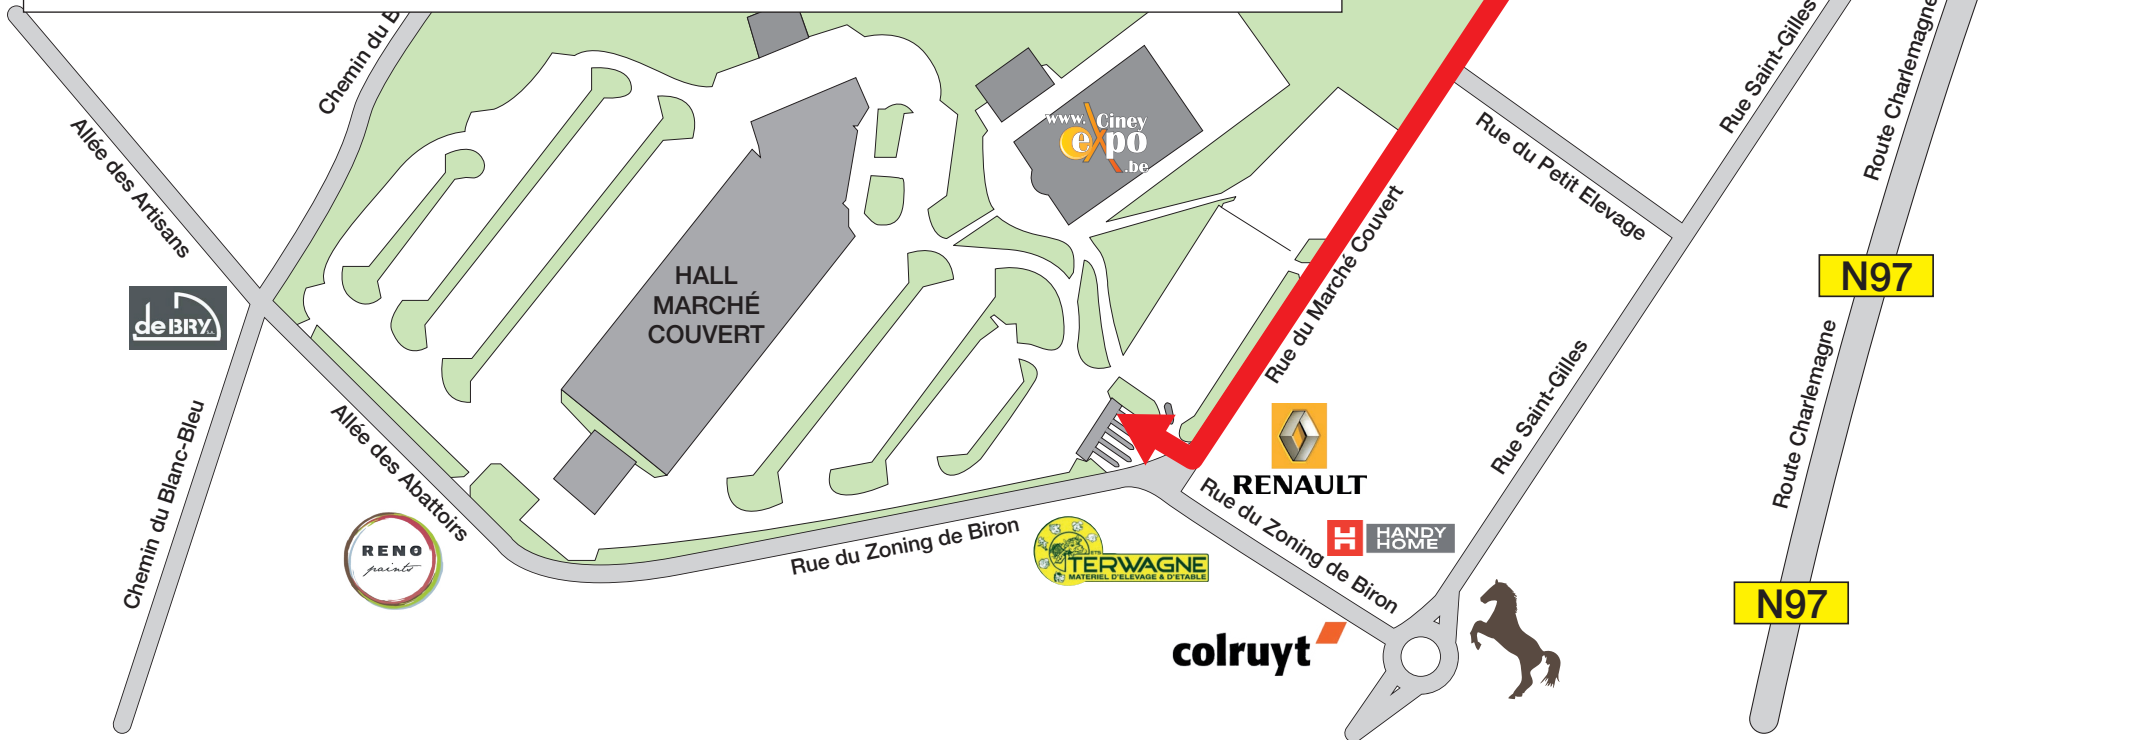 Chemin du B
Allée des Artisans
Rue Saint-Gilles
Route Charlemagne
www. Ciney
expo
.be
Rue du Petit Elevage
Rue du Marché Couvert
HALL
MARCHÉ
COUVERT
N97
deBRY
Rue Saint-Gilles
Route Charlemagne
Chemin du Blanc-Bleu
Allée des Abattoirs
RENAULT
Rue du Zoning de Biron
HANDY
HOME
H
RENO
paints
Rue du Zoning de Biron
ETS
TERWAGNE
MATERIEL D'ELEVAGE & D'ETABLE
N97
colruyt